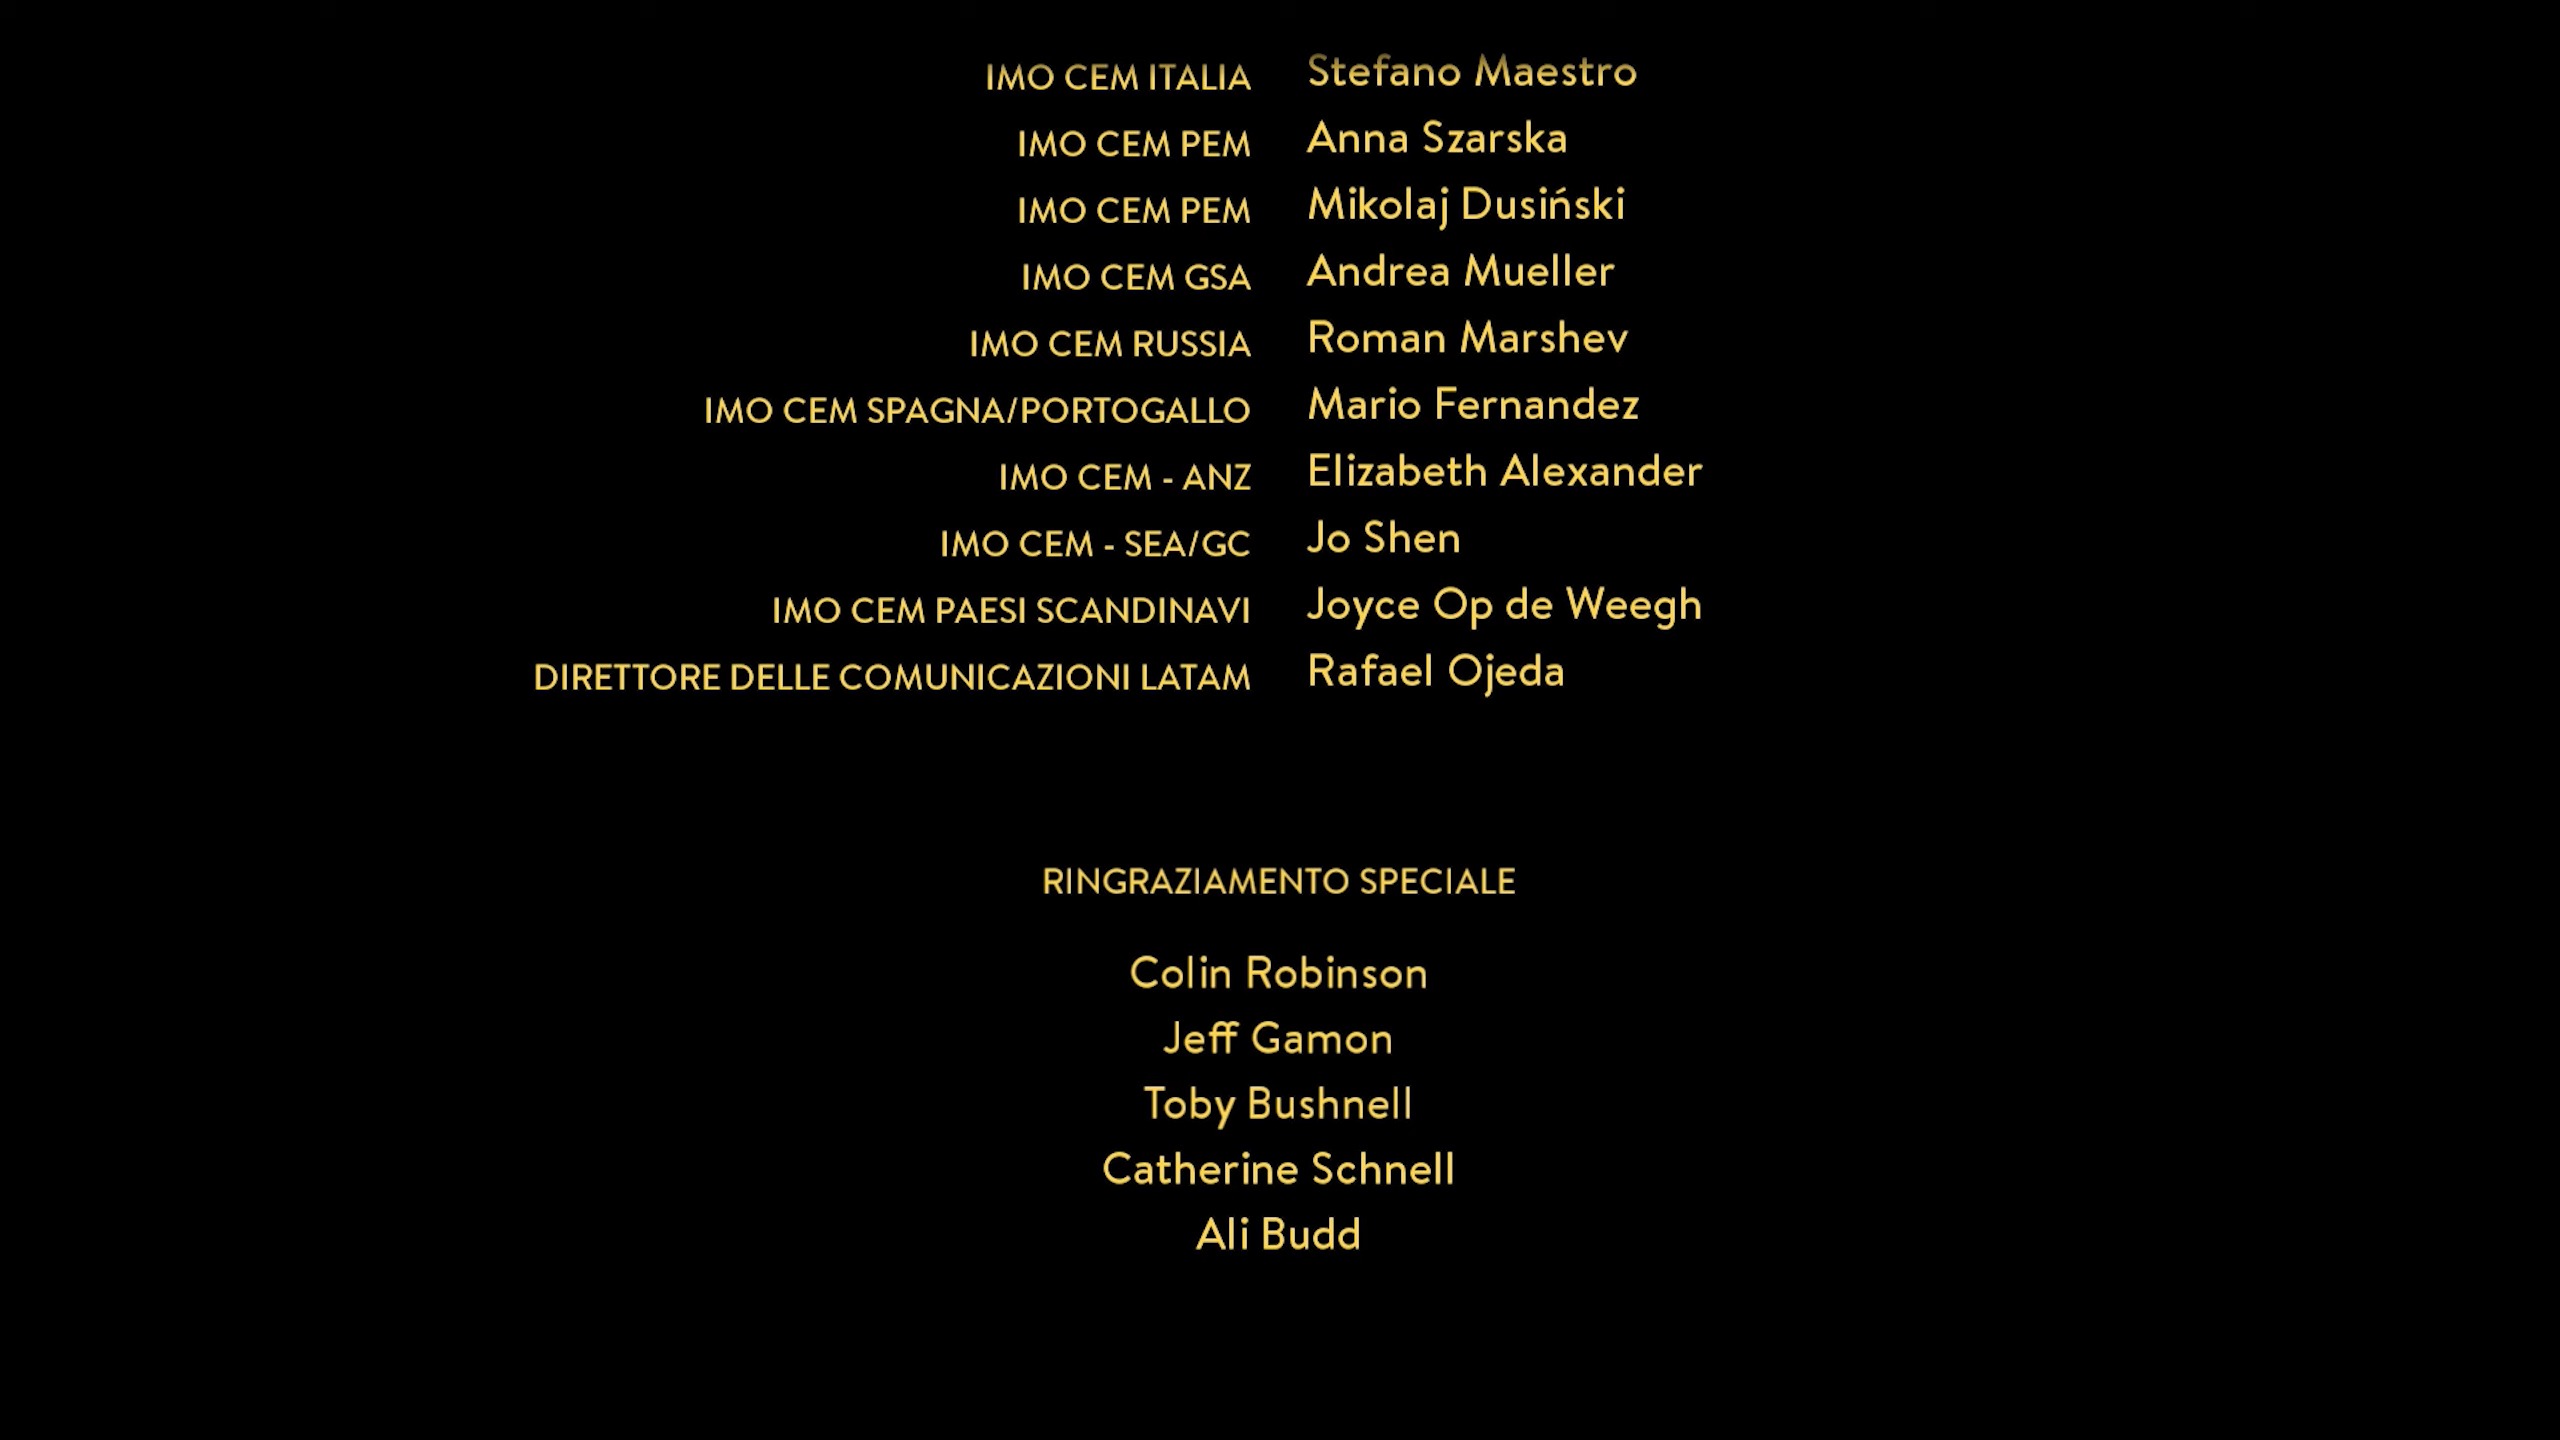 IMO CEM ITALIA Stefano Maestro
IMO CEM PEM Anna Szarska
IMO CEM PEM Mikolaj Dusiński
IMO CEM GSA Andrea Mueller
IMO CEM RUSSIA Roman Marshev
IMO CEM SPAGNA/PORTOGALLO Mario Fernandez
IMO CEM - ANZ Elizabeth Alexander
IMO CEM - SEA/GC Jo Shen
IMO CEM PAESI SCANDINAVI Joyce Op de Weegh
DIRETTORE DELLE COMUNICAZIONI LATAM Rafael Ojeda
RINGRAZIAMENTO SPECIALE
Colin Robinson
Jeff Gamon
Toby Bushnell
Catherine Schnell
Ali Budd